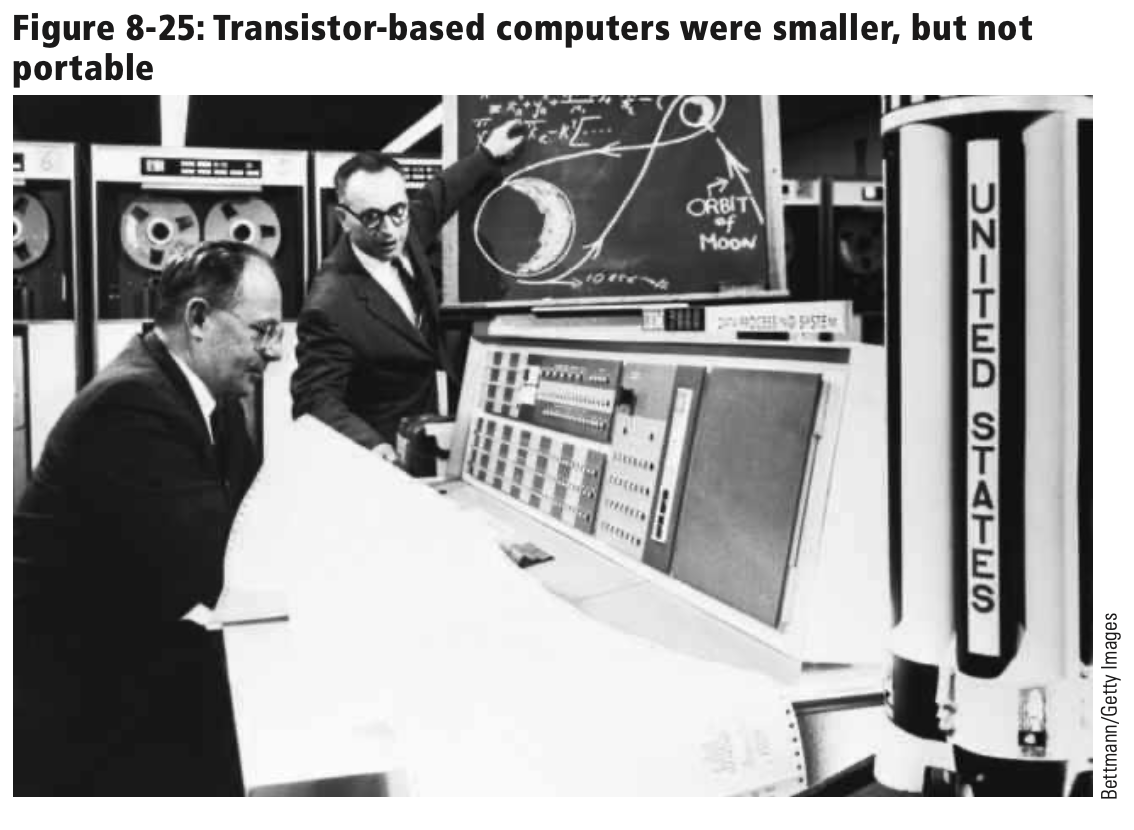 Figure 8-25: Transistor-based computers were smaller, but not
portable
6
ORBIT
of
MOON
DATA PROCESSING SYSTEM
UNITED STATES
Bettmann/Getty Images